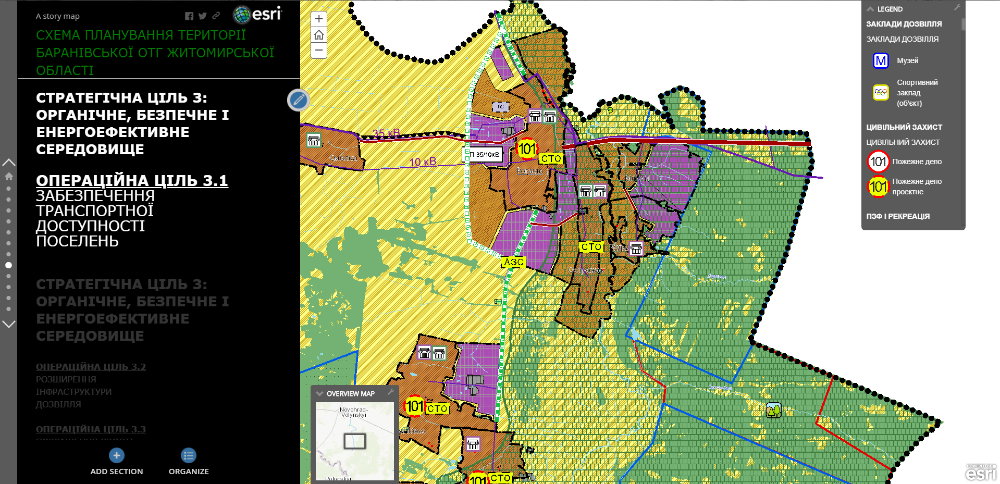 A story map
esri
СХЕМА ПЛАНУВАННЯ ТЕРИТОРІЇ
БАРАНІВСЬКОЇ ОТГ ЖИТОМИРСЬКОЇ
ОБЛАСТІ
СТРАТЕГІЧНА ЦІЛЬ 3:
ОРГАНІЧНЕ, БЕЗПЕЧНЕ І
ЕНЕРГОЕФЕКТИВНЕ
СЕРЕДОВИЩЕ
ОПЕРАЦІЙНА ЦІЛЬ 3.1
ЗАБЕЗПЕЧЕННЯ
ТРАНСПОРТНОЇ
ДОСТУПНОСТІ
ПОСЕЛЕНЬ
СТРАТЕГІЧНА ЦІЛЬ 3:
ОРГАНІЧНЕ, БЕЗПЕЧНЕ І
ЕНЕРГОЕФЕКТИВНЕ
СЕРЕДОВИЩЕ
ОПЕРАЦІЙНА ЦІЛЬ 3.2
РОЗШИРЕННЯ
ІНФРАСТРУКТУРИ
ДОЗВІЛЛЯ
ОПЕРАЦІЙНА ЦІЛЬ 3.3
ADD SECTION
ORGANIZE
ОС
35 кВ
Смолка
П 35/10кВ
10 кВ
101
СТО
Рогачів
СТО
АЗС
101
СТО
101
СТО
OVERVIEW MAP
Novohrad-
Volynskyi
Polonskyi
LEGEND
ЗАКЛАДИ ДОЗВІЛЛЯ
ЗАКЛАДИ ДОЗВІЛЛЯ
М
Музей
Спортивний
заклад
(об'єкт)
ЦИВІЛЬНИЙ ЗАХИСТ
ЦИВІЛЬНИЙ ЗАХИСТ
101
Пожежне депо
101
Пожежне депо
проектне
ПЗФ І РЕКРЕАЦІЯ
POWERED BY
esri